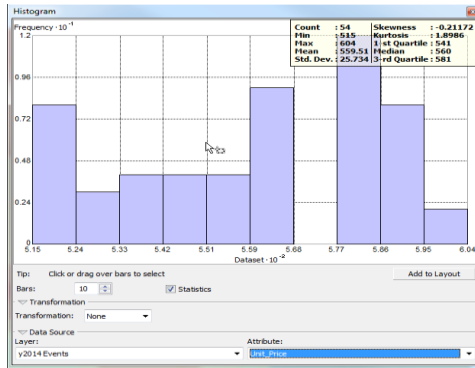 Histogram
Frequency · 10⁻¹
Count : 54 Skewness : -0.21172
Min : 515 Kurtosis : 1.8986
Max : 604 1-st Quartile : 541
Mean : 559.51 Median : 560
Std. Dev. : 25.734 3-rd Quartile : 581
1.2
0.96
0.72
0.48
0.24
0
5.15 5.24 5.33 5.42 5.51 5.59 5.68 5.77 5.86 5.95 6.04
Dataset · 10⁻²
Tip: Click or drag over bars to select Add to Layout
Bars: 10 Statistics
Transformation
Transformation: None
Data Source
Layer: Attribute:
y2014 Events Unit_Price